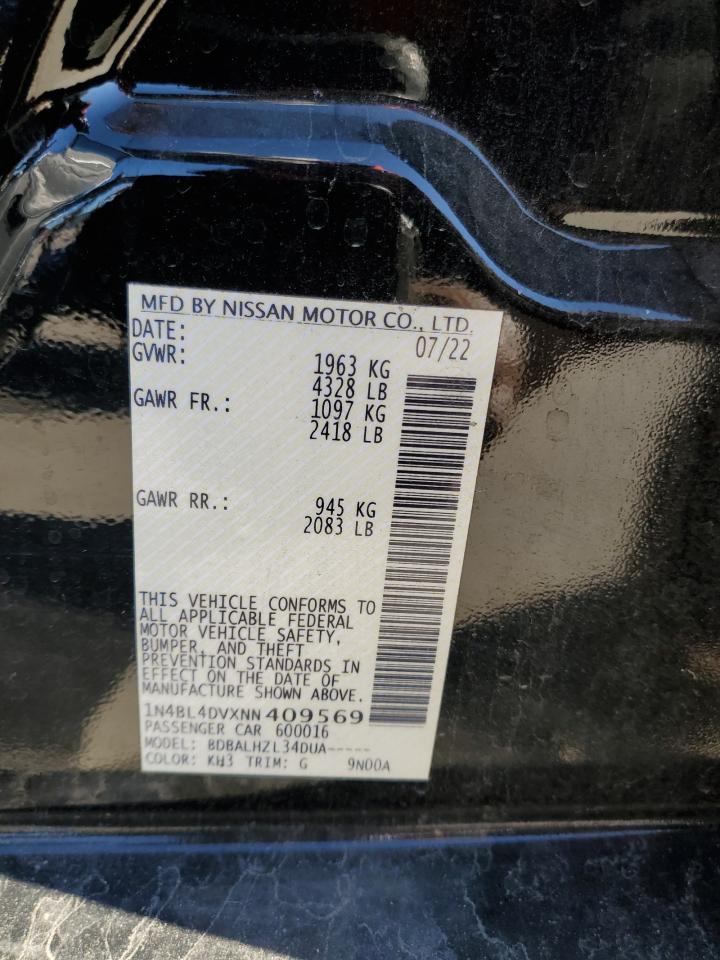 MFD BY NISSAN MOTOR CO., LTD.
DATE: 07/22
GVWR: 1963 KG
4328 LB
GAWR FR.: 1097 KG
2418 LB
GAWR RR.: 945 KG
2083 LB
THIS VEHICLE CONFORMS TO
ALL APPLICABLE FEDERAL
MOTOR VEHICLE SAFETY,
BUMPER, AND THEFT
PREVENTION STANDARDS IN
EFFECT ON THE DATE OF
MANUFACTURE SHOWN ABOVE.
1N4BL4DVXNN409569
PASSENGER CAR 600016
MODEL: BDBALHZL34DUA-----
COLOR: KH3 TRIM: G 9N00A